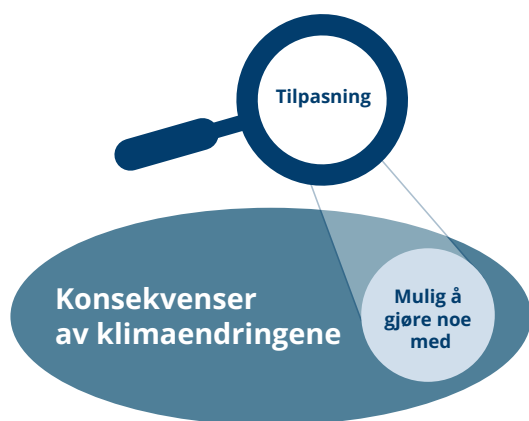 Tilpasning
Konsekvenser
av klimaendringene
Mulig å
gjøre noe
med